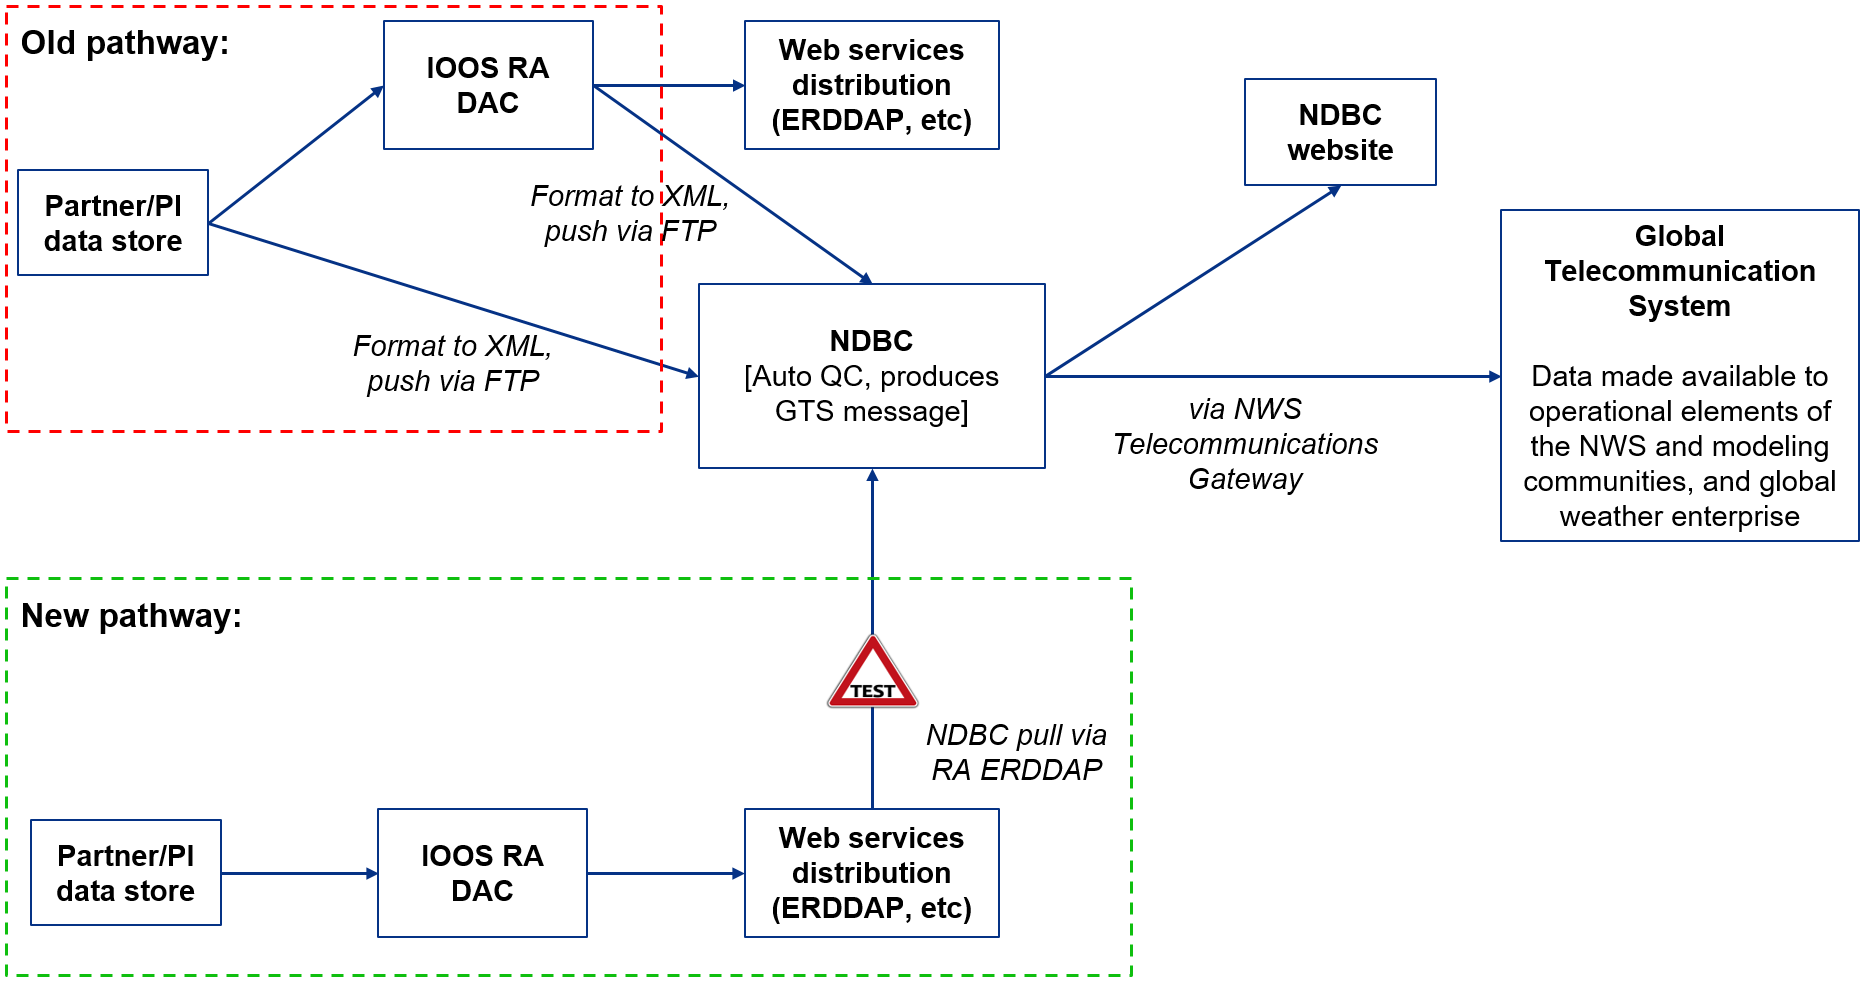 Old pathway:
IOOS RA
DAC
Web services
distribution
(ERDDAP, etc)
NDBC
website
Partner/PI
data store
Format to XML,
push via FTP
Format to XML,
push via FTP
NDBC
[Auto QC, produces
GTS message]
via NWS
Telecommunications
Gateway
Global
Telecommunication
System
Data made available to
operational elements of
the NWS and modeling
communities, and global
weather enterprise
New pathway:
TEST
NDBC pull via
RA ERDDAP
Partner/PI
data store
IOOS RA
DAC
Web services
distribution
(ERDDAP, etc)